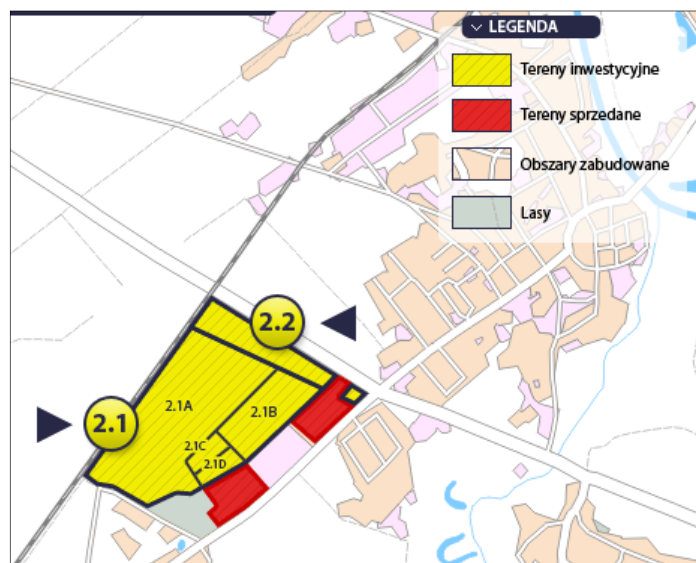 LEGENDA
Tereny inwestycyjne
Tereny sprzedane
Obszary zabudowane
Lasy
2.2
2.1
2.1A
2.1B
2.1C
2.1D